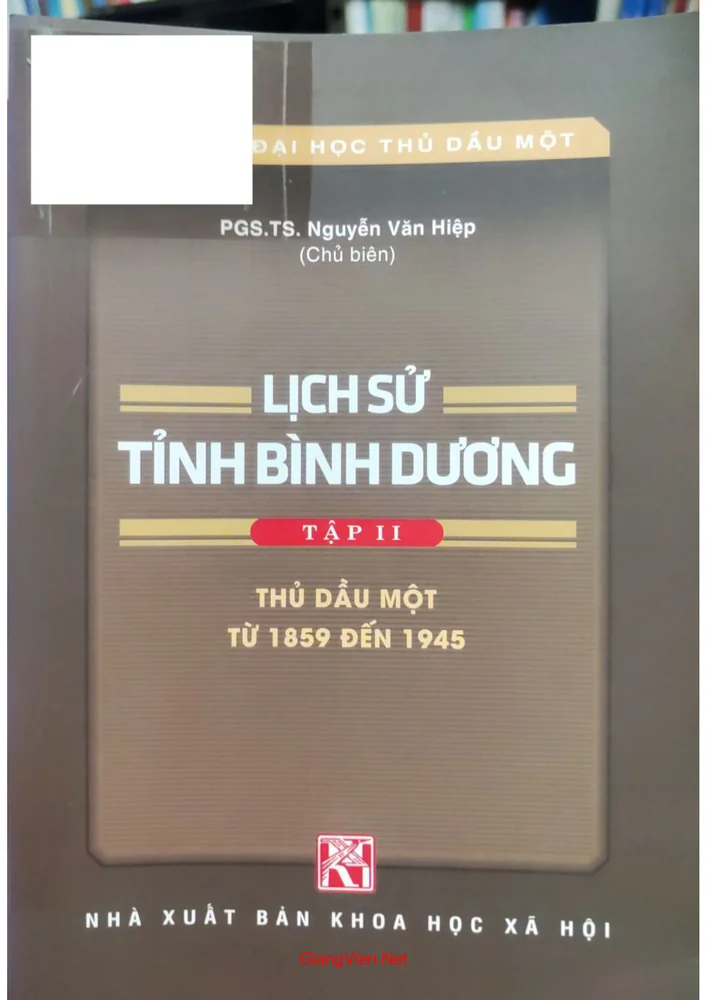 ĐẠI HỌC THỦ DẦU MỘT
PGS.TS. Nguyễn Văn Hiệp
(Chủ biên)
LỊCH SỬ
TỈNH BÌNH DƯƠNG
TẬP II
THỦ DẦU MỘT
TỪ 1859 ĐẾN 1945
NHÀ XUẤT BẢN KHOA HỌC XÃ HỘI
GiangVien.Net